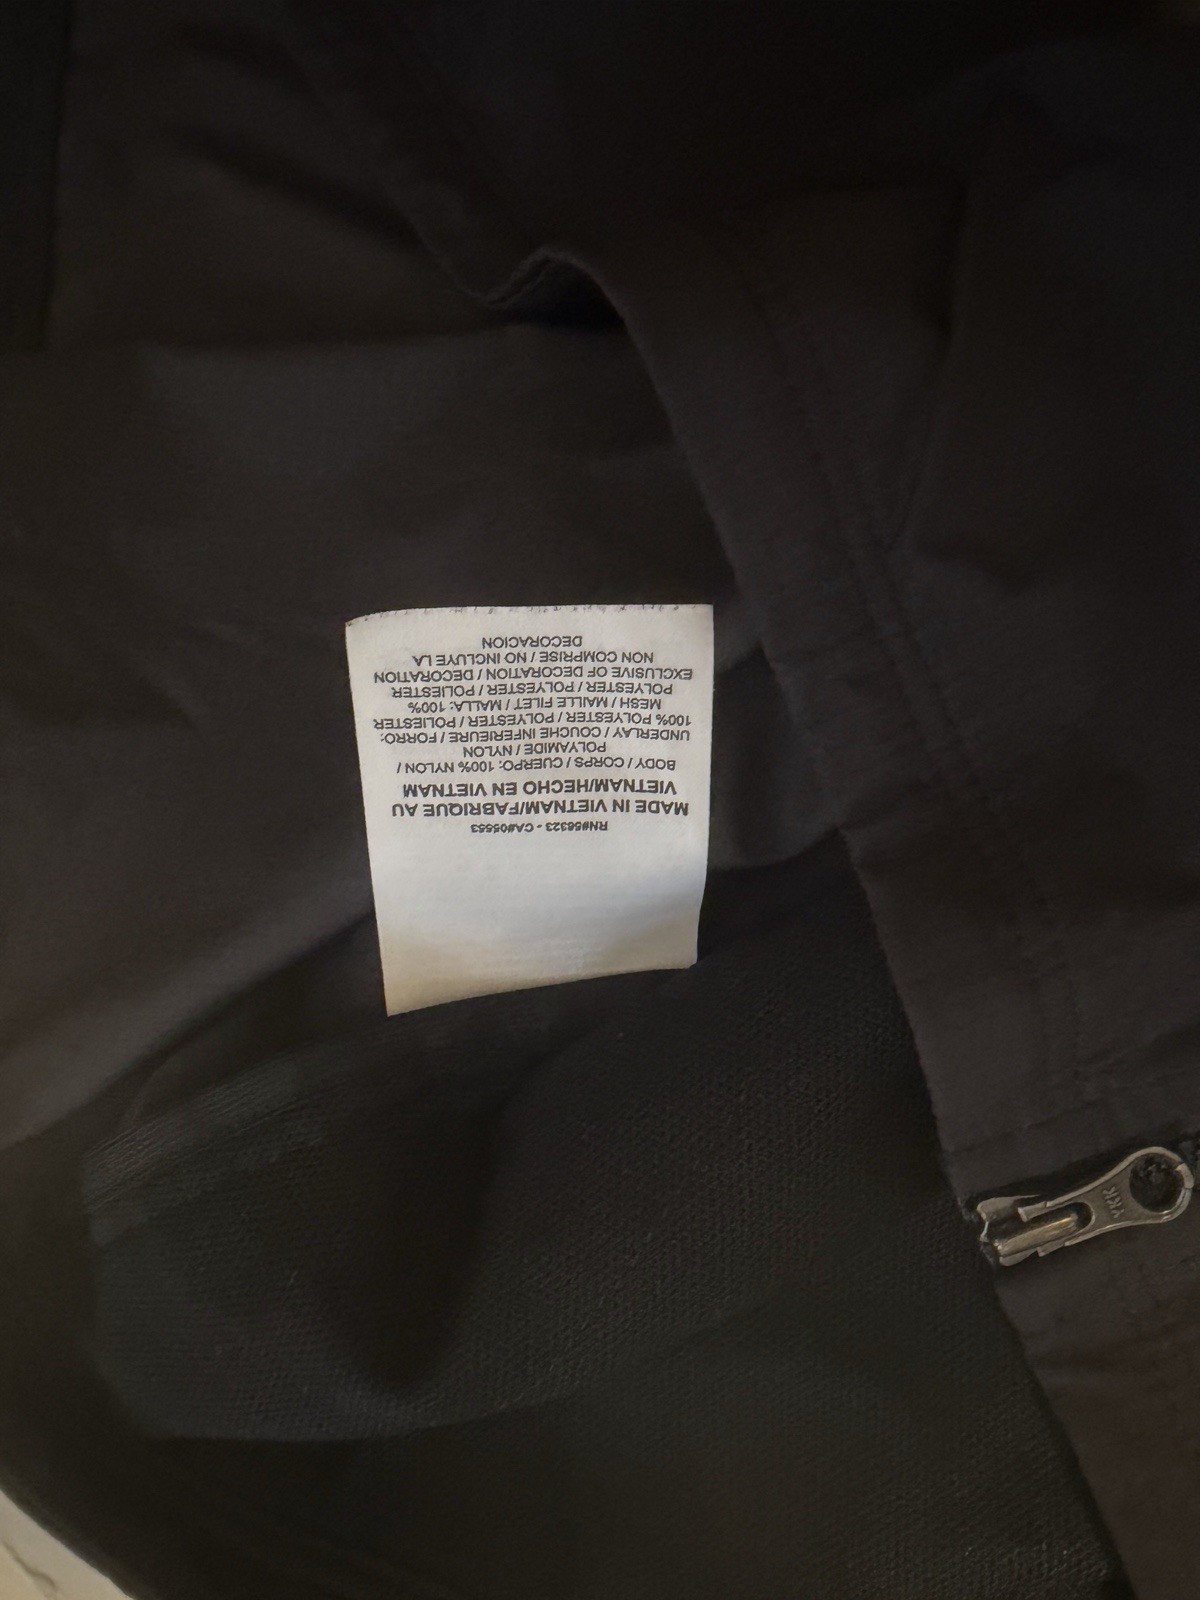 RN#56323 - CA#05553
MADE IN VIETNAM/FABRIQUE AU
VIETNAM/HECHO EN VIETNAM
BODY / CORPS / CUERPO: 100% NYLON /
POLYAMIDE / NYLON
UNDERLAY / COUCHE INFERIEURE / FORRO:
100% POLYESTER / POLYESTER / POLIESTER
MESH / MAILLE FILET / MALLA: 100%
POLYESTER / POLYESTER / POLIESTER
EXCLUSIVE OF DECORATION / DECORATION
NON COMPRISE / NO INCLUYE LA
DECORACION
YKK